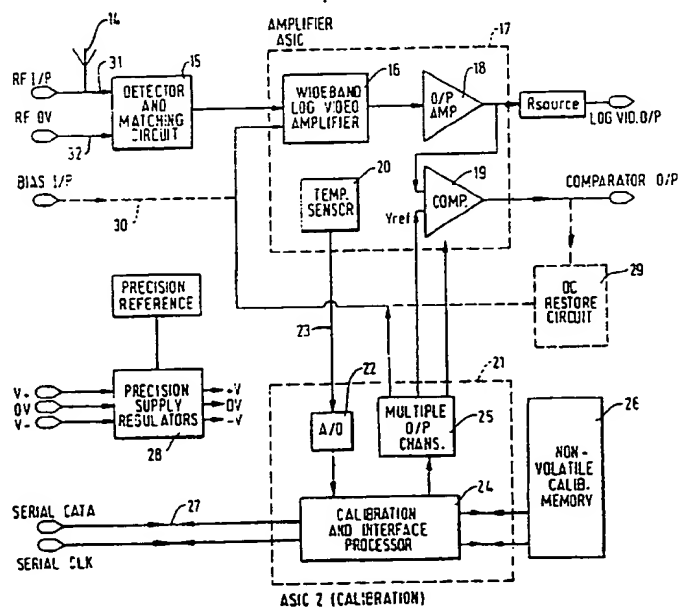 AMPLIFIER
ASIC
14
17
RF I/P
31
15
DETECTOR
AND
MATCHING
CIRCUIT
RF 0V
32
16
WIDEBAND
LOG VIDEO
AMPLIFIER
18
O/P
AMP
Rsource
LOG VID.O/P
BIAS I/P
30
20
TEMP.
SENSCR
19
COMP.
Vref
COMPARATOR O/P
29
DC
RESTORE
CIRCUIT
PRECISION
REFERENCE
23
21
V+
0V
V-
PRECISION
SUPPLY
REGULATORS
+V
0V
-V
28
22
A/D
MULTIPLE
O/P
CHANS.
25
26
NON-
VOLATILE
CALIB.
MEMORY
SERIAL CATA
27
SERIAL CLK
24
CALIBRATION
AND INTERFACE
PROCESSOR
ASIC 2 (CALIBRATION)